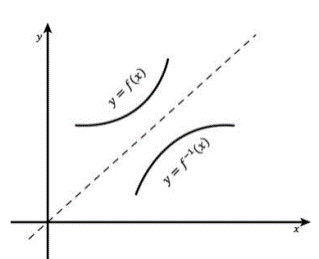 y
y = f(x)
y = f⁻¹(x)
x